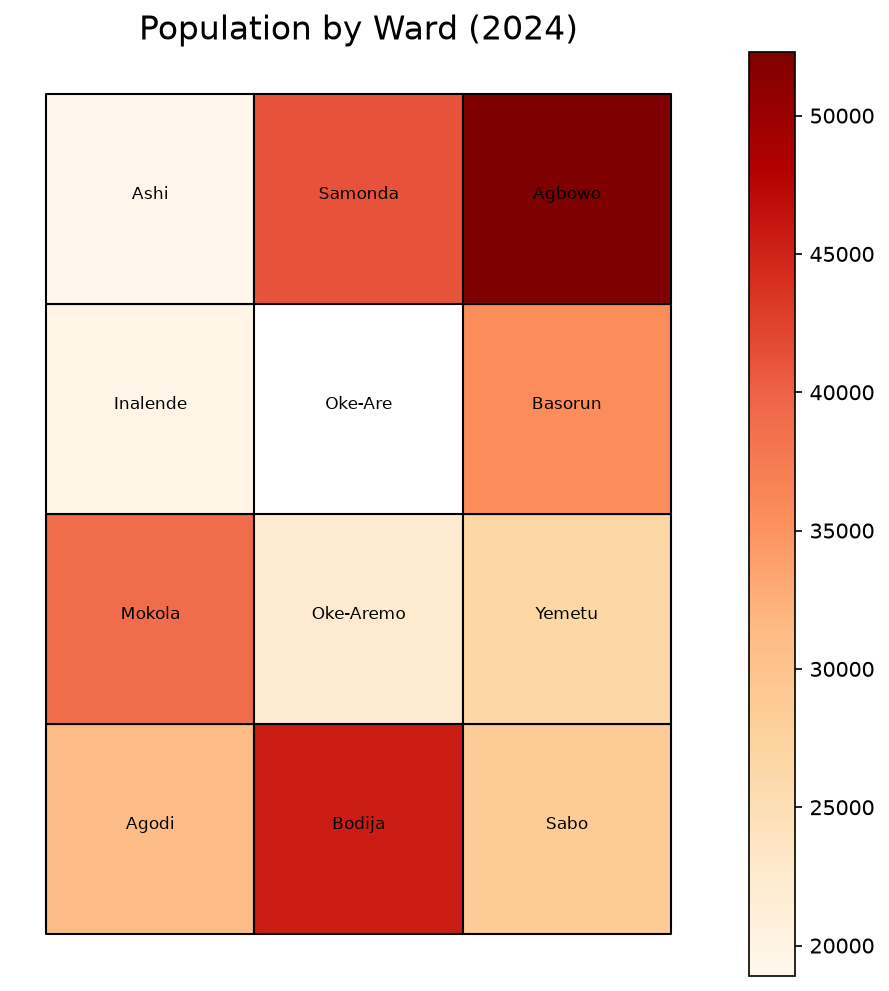 Population by Ward (2024)
Ashi
Samonda
Agbowo
Inalende
Oke-Are
Basorun
Mokola
Oke-Aremo
Yemetu
Agodi
Bodija
Sabo
50000
45000
40000
35000
30000
25000
20000